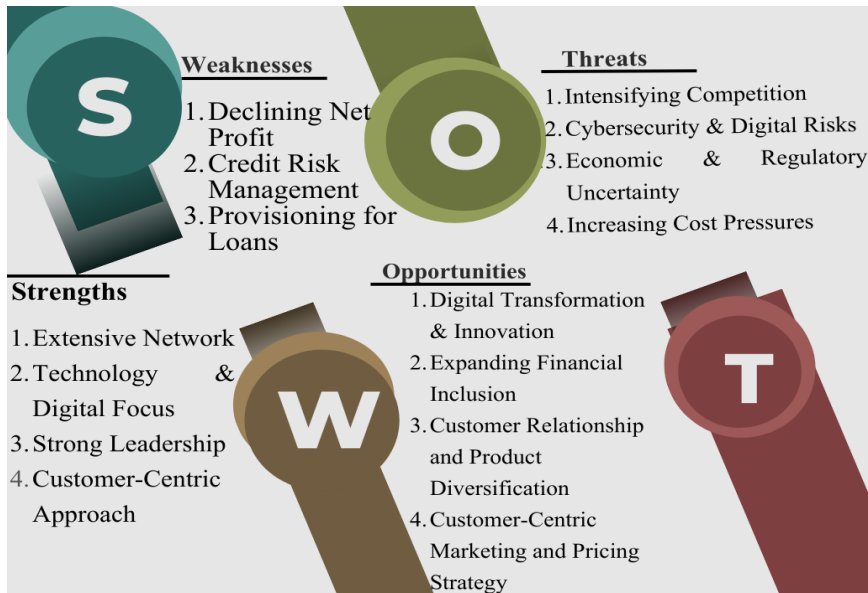 S
Weaknesses
1. Declining Net
Profit
2. Credit Risk
Management
3. Provisioning for
Loans
O
Threats
1. Intensifying Competition
2. Cybersecurity & Digital Risks
3. Economic & Regulatory
Uncertainty
4. Increasing Cost Pressures
Strengths
1. Extensive Network
2. Technology &
Digital Focus
3. Strong Leadership
4. Customer-Centric
Approach
W
Opportunities
1. Digital Transformation
& Innovation
2. Expanding Financial
Inclusion
3. Customer Relationship
and Product
Diversification
4. Customer-Centric
Marketing and Pricing
Strategy
T